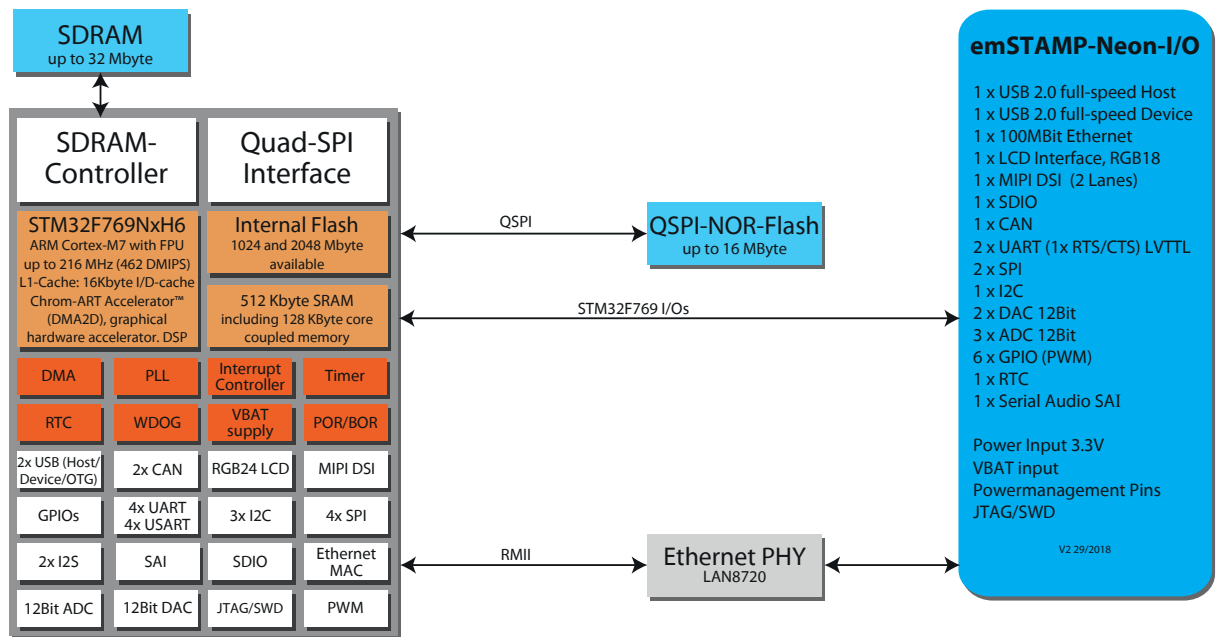 SDRAM
up to 32 Mbyte
SDRAM-
Controller
Quad-SPI
Interface
STM32F769NxH6
ARM Cortex-M7 with FPU
up to 216 MHz (462 DMIPS)
L1-Cache: 16Kbyte I/D-cache
Chrom-ART Accelerator™
(DMA2D), graphical
hardware accelerator. DSP
Internal Flash
1024 and 2048 Mbyte
available
512 Kbyte SRAM
including 128 KByte core
coupled memory
DMA
PLL
Interrupt
Controller
Timer
RTC
WDOG
VBAT
supply
POR/BOR
2x USB (Host/
Device/OTG)
2x CAN
RGB24 LCD
MIPI DSI
GPIOs
4x UART
4x USART
3x I2C
4x SPI
2x I2S
SAI
SDIO
Ethernet
MAC
12Bit ADC
12Bit DAC
JTAG/SWD
PWM
QSPI
QSPI-NOR-Flash
up to 16 MByte
STM32F769 I/Os
RMII
Ethernet PHY
LAN8720
emSTAMP-Neon-I/O
1 x USB 2.0 full-speed Host
1 x USB 2.0 full-speed Device
1 x 100MBit Ethernet
1 x LCD Interface, RGB18
1 x MIPI DSI (2 Lanes)
1 x SDIO
1 x CAN
2 x UART (1x RTS/CTS) LVTTL
2 x SPI
1 x I2C
2 x DAC 12Bit
3 x ADC 12Bit
6 x GPIO (PWM)
1 x RTC
1 x Serial Audio SAI
Power Input 3.3V
VBAT input
Powermanagement Pins
JTAG/SWD
V2 29/2018